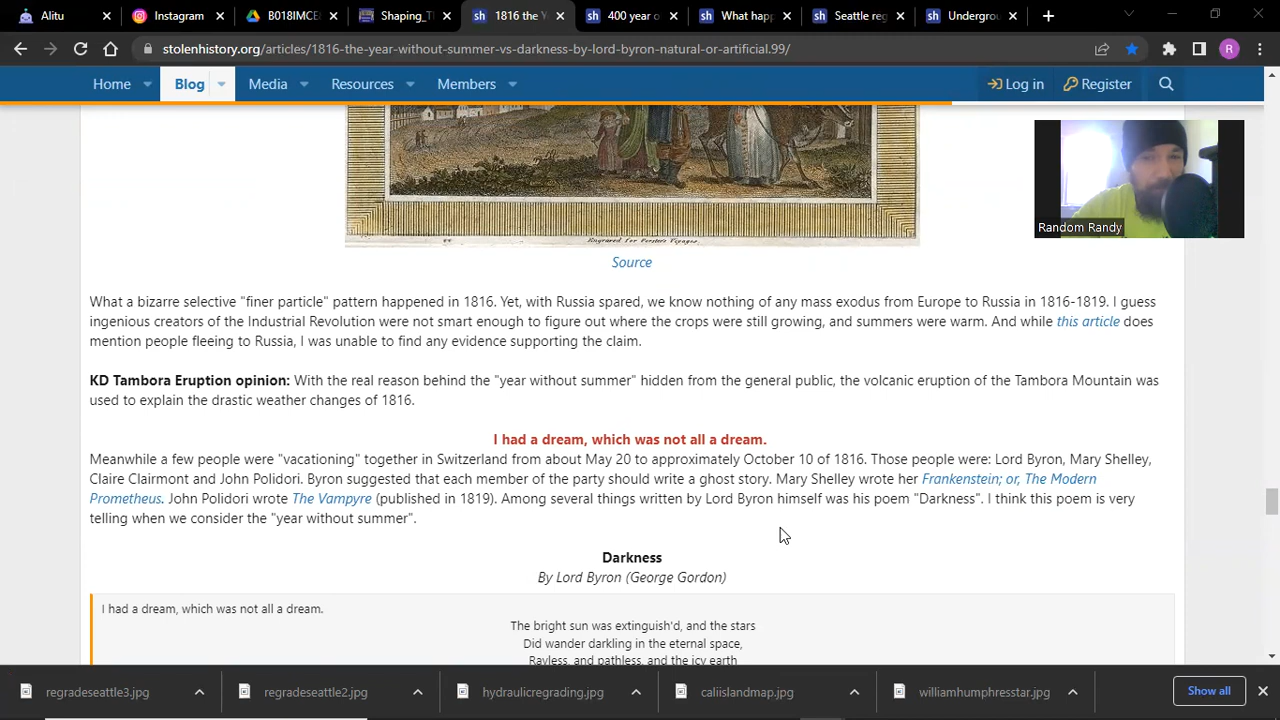 Alitu
Instagram
B018IMCE
Shaping_Th
1816 the Y
400 year o
What happ
Seattle reg
Undergrou
stolenhistory.org/articles/1816-the-year-without-summer-vs-darkness-by-lord-byron-natural-or-artificial.99/
R
Home
Blog
Media
Resources
Members
Log in
Register
Random Randy
Engraved for Porter's Voyages.
Source
What a bizarre selective "finer particle" pattern happened in 1816. Yet, with Russia spared, we know nothing of any mass exodus from Europe to Russia in 1816-1819. I guess
ingenious creators of the Industrial Revolution were not smart enough to figure out where the crops were still growing, and summers were warm. And while this article does
mention people fleeing to Russia, I was unable to find any evidence supporting the claim.
KD Tambora Eruption opinion: With the real reason behind the "year without summer" hidden from the general public, the volcanic eruption of the Tambora Mountain was
used to explain the drastic weather changes of 1816.
I had a dream, which was not all a dream.
Meanwhile a few people were "vacationing" together in Switzerland from about May 20 to approximately October 10 of 1816. Those people were: Lord Byron, Mary Shelley,
Claire Clairmont and John Polidori. Byron suggested that each member of the party should write a ghost story. Mary Shelley wrote her Frankenstein; or, The Modern
Prometheus. John Polidori wrote The Vampyre (published in 1819). Among several things written by Lord Byron himself was his poem "Darkness". I think this poem is very
telling when we consider the "year without summer".
Darkness
By Lord Byron (George Gordon)
I had a dream, which was not all a dream.
The bright sun was extinguish'd, and the stars
Did wander darkling in the eternal space,
Rayless, and pathless, and the icy earth
regradeseattle3.jpg
regradeseattle2.jpg
hydraulicregrading.jpg
caliislandmap.jpg
williamhumphresstar.jpg
Show all